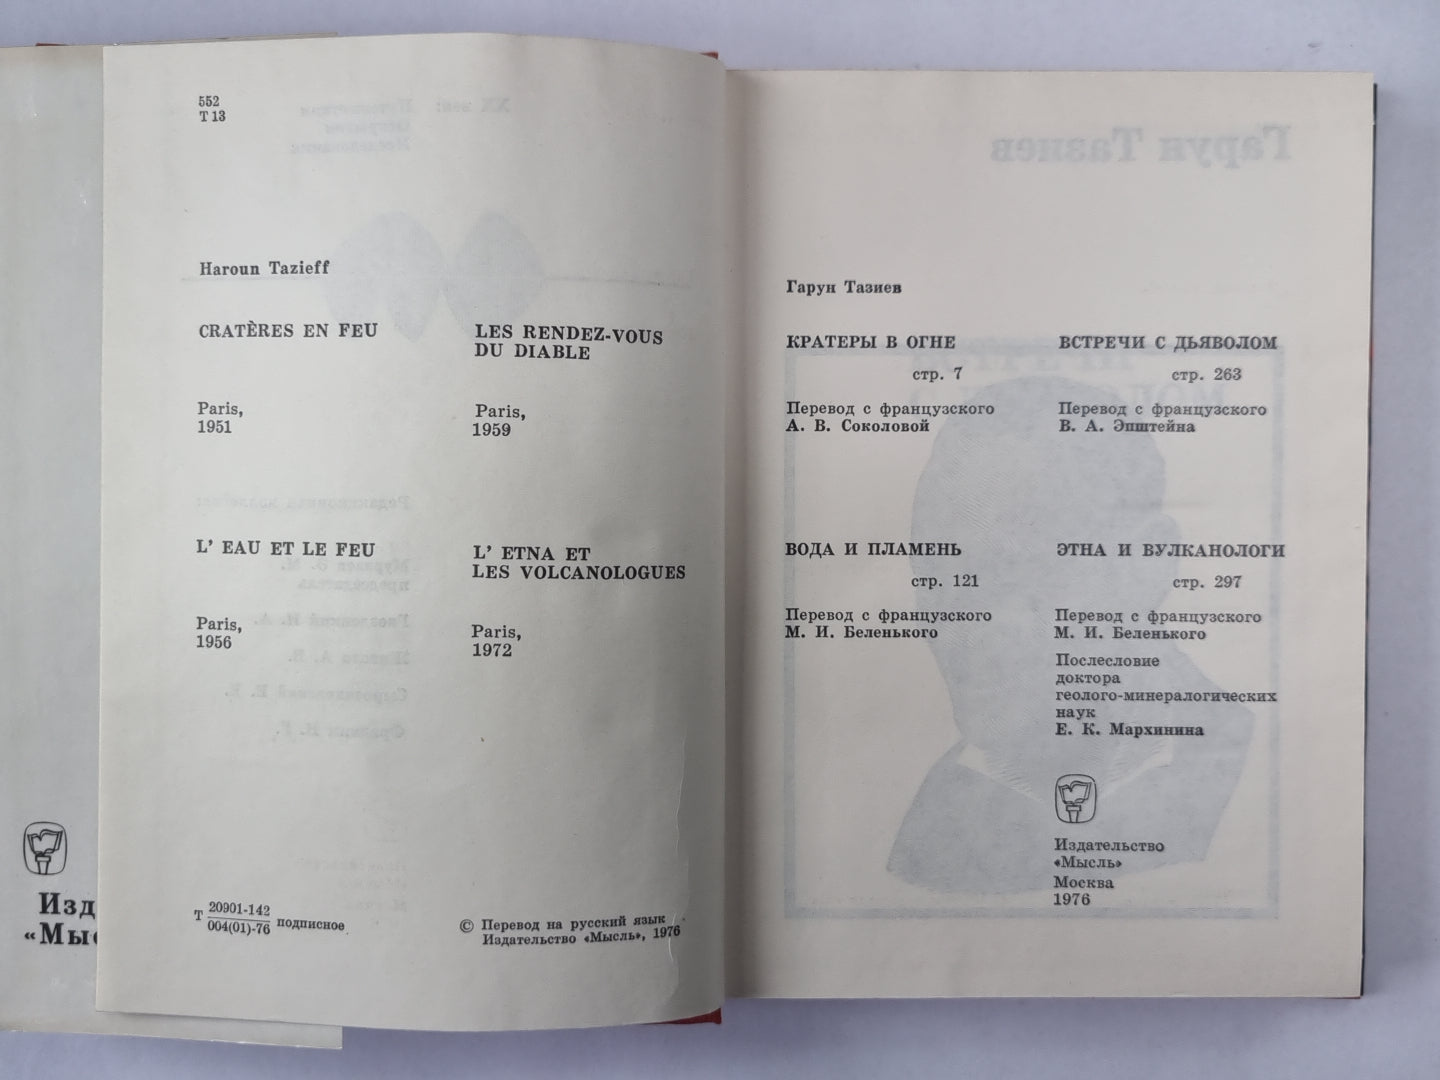 552
Т 13
Haroun Tazieff
CRATÈRES EN FEU
Paris,
1951
LES RENDEZ-VOUS
DU DIABLE
Paris,
1959
L' EAU ET LE FEU
Paris,
1956
L' ETNA ET
LES VOLCANOLOGUES
Paris,
1972
Т 20901-142
004(01)-76 подписное
© Перевод на русский язык
Издательство «Мысль», 1976
Гарун Тазиев
КРАТЕРЫ В ОГНЕ
стр. 7
Перевод с французского
А. В. Соколовой
ВСТРЕЧИ С ДЬЯВОЛОМ
стр. 263
Перевод с французского
В. А. Эпштейна
ВОДА И ПЛАМЕНЬ
стр. 121
Перевод с французского
М. И. Беленького
ЭТНА И ВУЛКАНОЛОГИ
стр. 297
Перевод с французского
М. И. Беленького
Послесловие
доктора
геолого-минералогических
наук
Е. К. Мархинина
Издательство
«Мысль»
Москва
1976
Гарун Тазиев